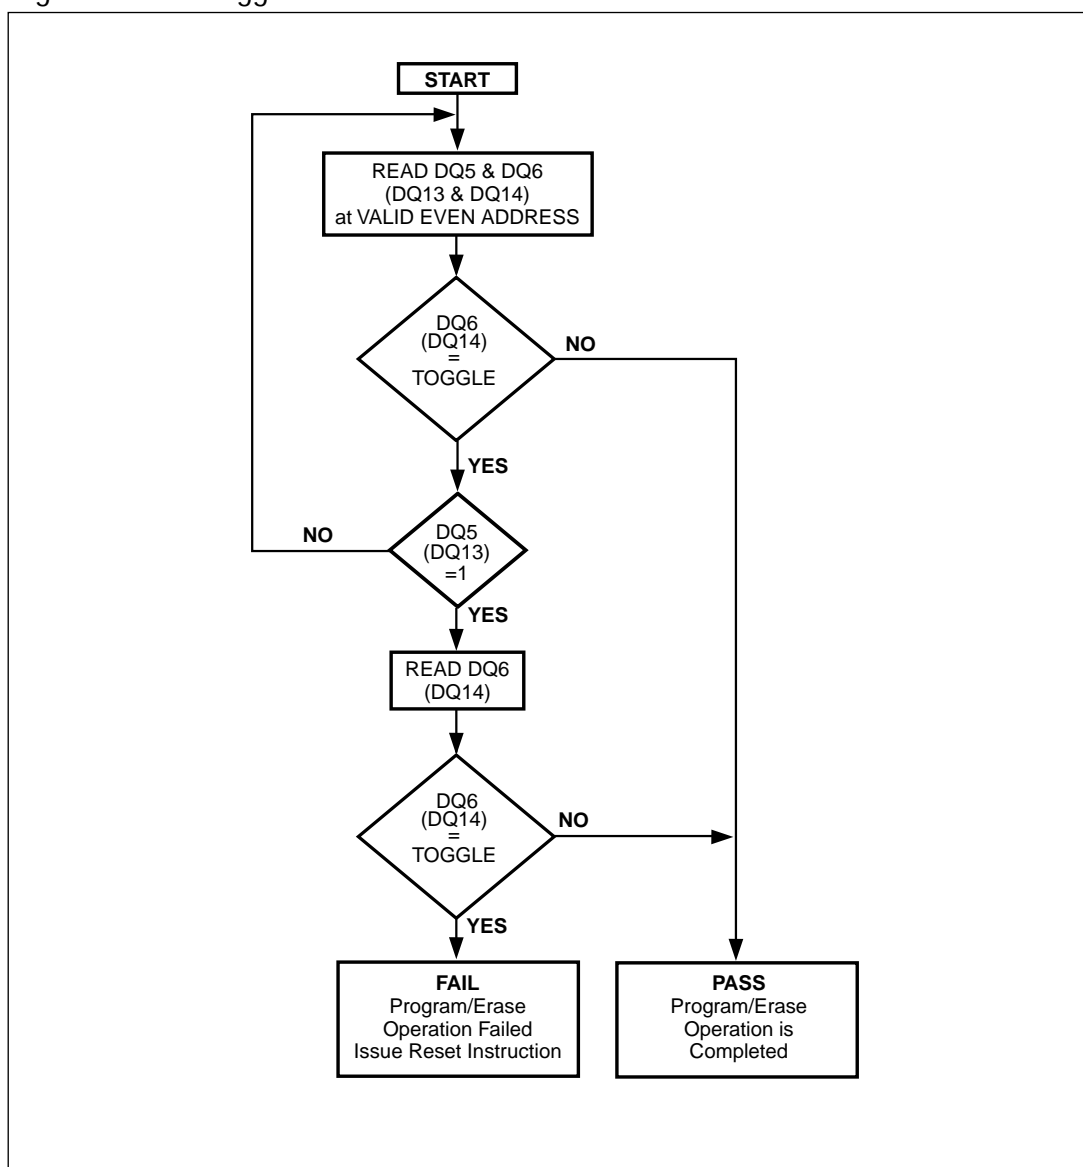 START
READ DQ5 & DQ6
(DQ13 & DQ14)
at VALID EVEN ADDRESS
DQ6
(DQ14)
=
TOGGLE
NO
YES
DQ5
(DQ13)
=1
NO
YES
READ DQ6
(DQ14)
DQ6
(DQ14)
=
TOGGLE
NO
YES
FAIL
Program/Erase
Operation Failed
Issue Reset Instruction
PASS
Program/Erase
Operation is
Completed